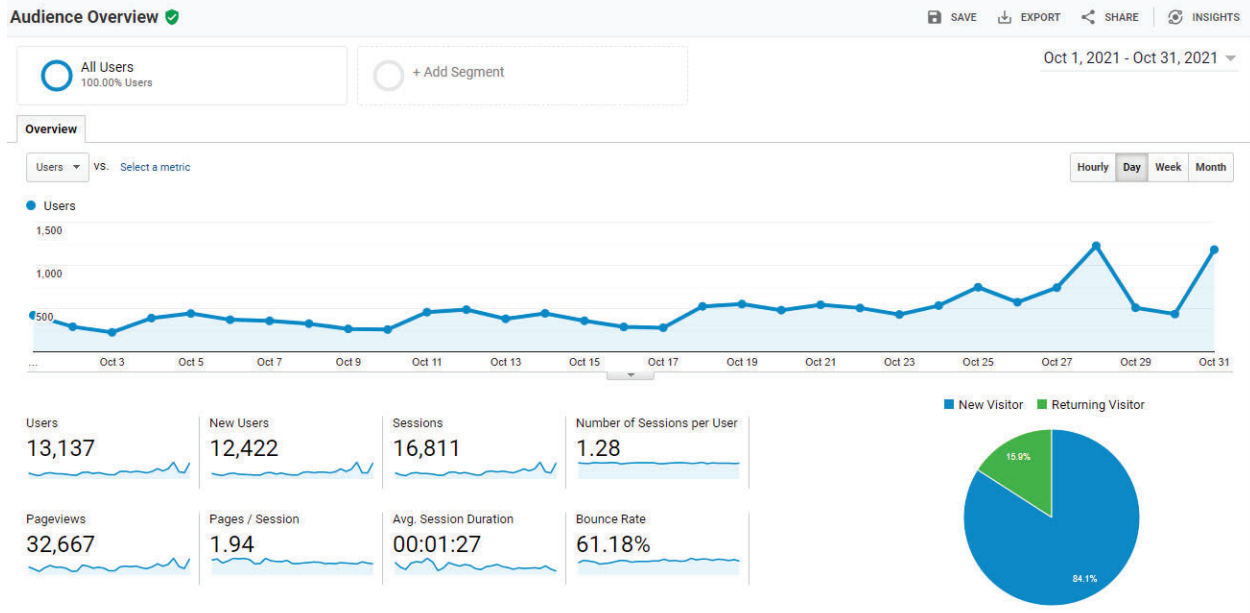 Audience Overview
SAVE EXPORT SHARE INSIGHTS
All Users
100.00% Users
+ Add Segment
Oct 1, 2021 - Oct 31, 2021
Overview
Users VS. Select a metric
Hourly Day Week Month
Users
1,500
1,000
500
... Oct 3 Oct 5 Oct 7 Oct 9 Oct 11 Oct 13 Oct 15 Oct 17 Oct 19 Oct 21 Oct 23 Oct 25 Oct 27 Oct 29 Oct 31
New Visitor Returning Visitor
Users New Users Sessions Number of Sessions per User
13,137 12,422 16,811 1.28
Pageviews Pages / Session Avg. Session Duration Bounce Rate
32,667 1.94 00:01:27 61.18%
15.9%
84.1%